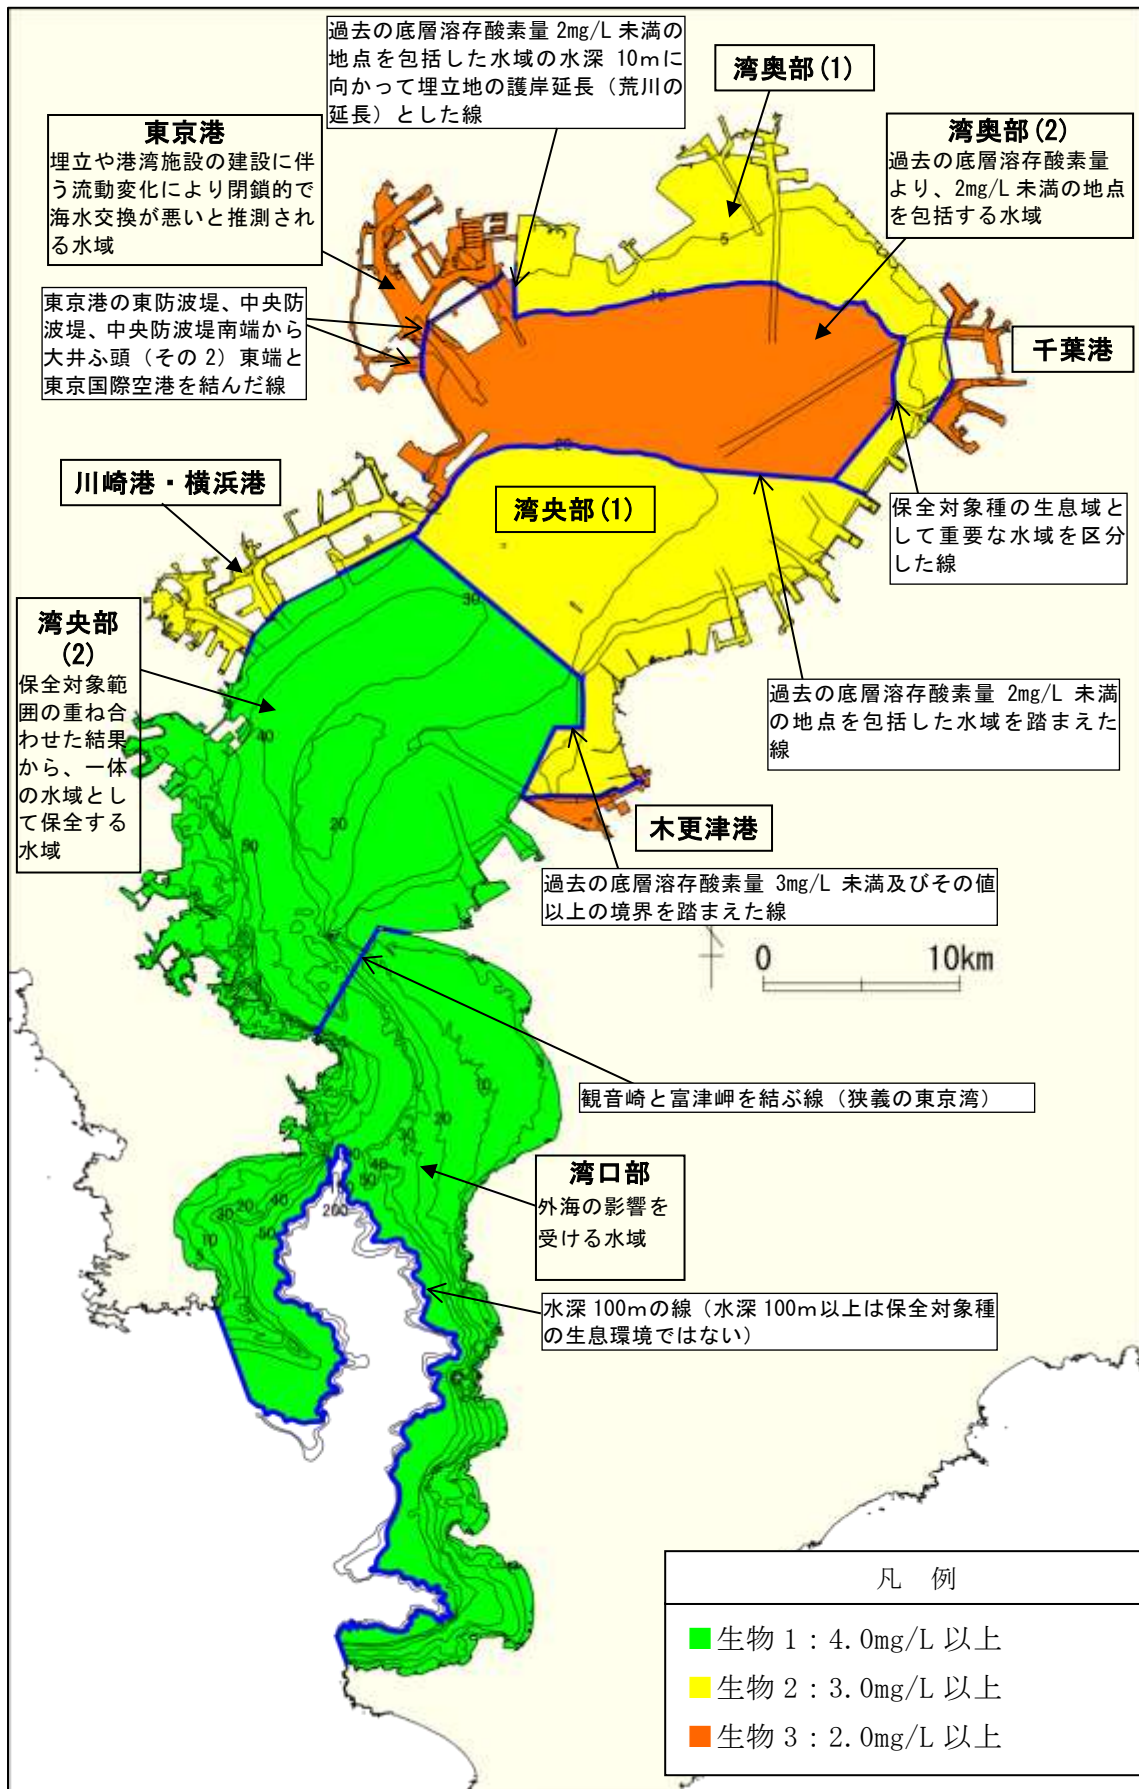 過去の底層溶存酸素量 2mg/L 未満の
地点を包括した水域の水深 10mに
向かって埋立地の護岸延長（荒川の
延長）とした線
湾奥部(1)
東京港
埋立や港湾施設の建設に伴
う流動変化により閉鎖的で
海水交換が悪いと推測され
る水域
湾奥部(2)
過去の底層溶存酸素量
より、2mg/L 未満の地点
を包括する水域
5
10
東京港の東防波堤、中央防
波堤、中央防波堤南端から
大井ふ頭（その 2）東端と
東京国際空港を結んだ線
千葉港
20
川崎港・横浜港
湾央部(1)
保全対象種の生息域と
して重要な水域を区分
した線
30
湾央部
(2)
保全対象範
囲の重ね合
わせた結果
から、一体
の水域とし
て保全する
水域
40
過去の底層溶存酸素量 2mg/L 未満
の地点を包括した水域を踏まえた
線
20
50
木更津港
過去の底層溶存酸素量 3mg/L 未満及びその値
以上の境界を踏まえた線
0 10km
10
観音崎と富津岬を結ぶ線（狭義の東京湾）
20
30
40
50
湾口部
外海の影響を
受ける水域
40
20
30
200
50
10
5
水深 100mの線（水深 100m以上は保全対象種
の生息環境ではない）
凡 例
生物 1：4.0mg/L 以上
生物 2：3.0mg/L 以上
生物 3：2.0mg/L 以上